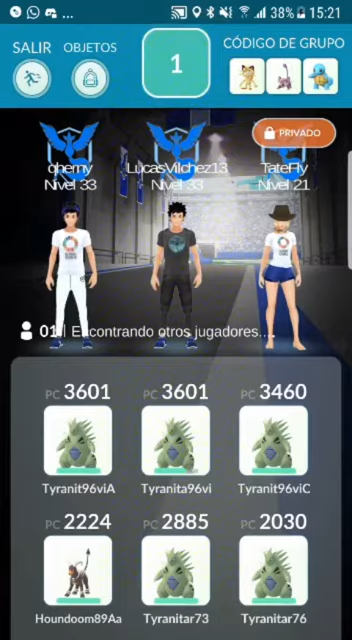 ... 38% 15:21
SALIR OBJETOS 1 CÓDIGO DE GRUPO
PRIVADO
qhemy LucasVilchez13 TateFly
Nivel 33 Nivel 33 Nivel 21
01 | Encontrando otros jugadores....
PC 3601 PC 3601 PC 3460
Tyranit96viA Tyranita96vi Tyranit96viC
PC 2224 PC 2885 PC 2030
Houndoom89Aa Tyranitar73 Tyranitar76